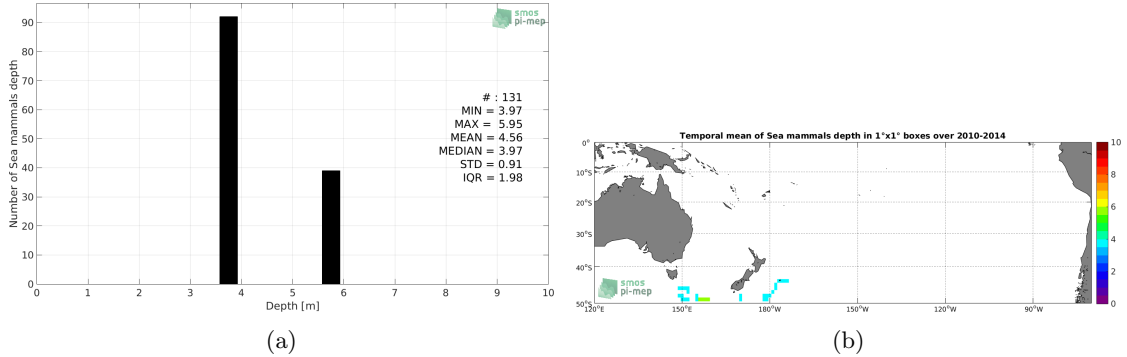 90
80
70
60
50
40
30
20
10
0
Number of Sea mammals depth
smos
pi-mep
# : 131
MIN = 3.97
MAX = 5.95
MEAN = 4.56
MEDIAN = 3.97
STD = 0.91
IQR = 1.98
0 1 2 3 4 5 6 7 8 9 10
Depth [m]
(a)
Temporal mean of Sea mammals depth in 1°x1° boxes over 2010-2014
0°
10°S
20°S
30°S
40°S
50°S
smos
pi-mep
120°E 150°E 180°W 150°W 120°W 90°W
10
8
6
4
2
0
(b)